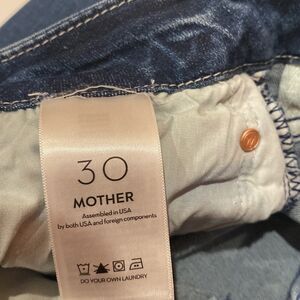 30
MOTHER
Assembled in USA
by both USA and foreign components
DO YOUR OWN LAUNDRY